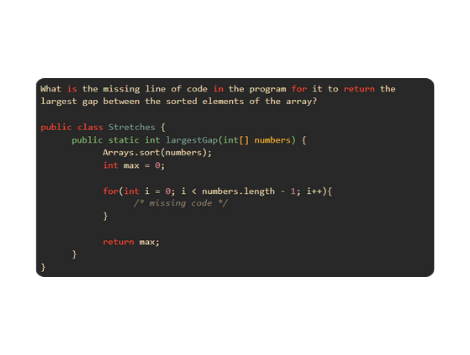 What is the missing line of code in the program for it to return the
largest gap between the sorted elements of the array?
public class Stretches {
public static int largestGap(int[] numbers) {
Arrays.sort(numbers);
int max = 0;
for(int i = 0; i < numbers.length - 1; i++){
/* missing code */
}
return max;
}
}